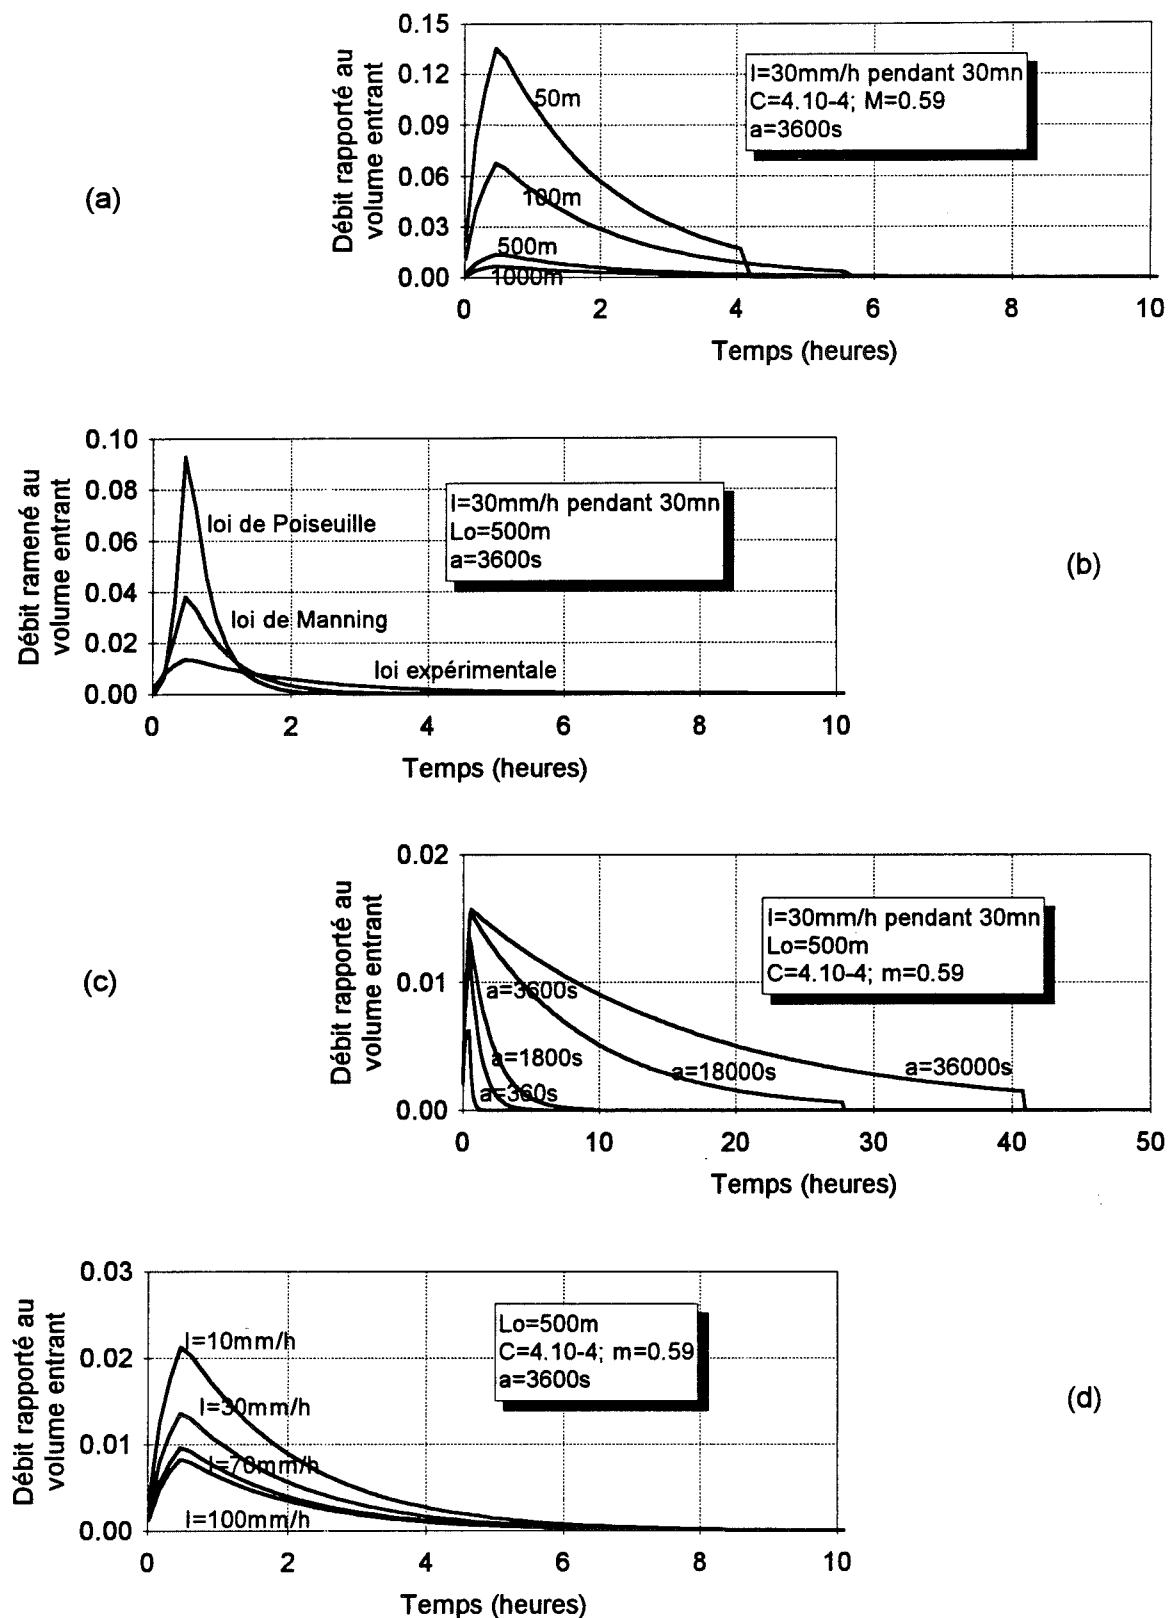 (a)
Débit rapporté au
volume entrant
0.15
0.12
0.09
0.06
0.03
0.00
50m
100m
500m
1000m
I=30mm/h pendant 30mn
C=4.10-4; M=0.59
a=3600s
0 2 4 6 8 10
Temps (heures)
(b)
Débit ramené au
volume entrant
0.10
0.08
0.06
0.04
0.02
0.00
loi de Poiseuille
loi de Manning
loi expérimentale
I=30mm/h pendant 30mn
Lo=500m
a=3600s
0 2 4 6 8 10
Temps (heures)
(c)
Débit rapporté au
volume entrant
0.02
0.01
0.00
a=3600s
a=1800s
a=360s
a=18000s
a=36000s
I=30mm/h pendant 30mn
Lo=500m
C=4.10-4; m=0.59
0 10 20 30 40 50
Temps (heures)
(d)
Débit rapporté au
volume entrant
0.03
0.02
0.01
0.00
I=10mm/h
I=30mm/h
I=70mm/h
I=100mm/h
Lo=500m
C=4.10-4; m=0.59
a=3600s
0 2 4 6 8 10
Temps (heures)